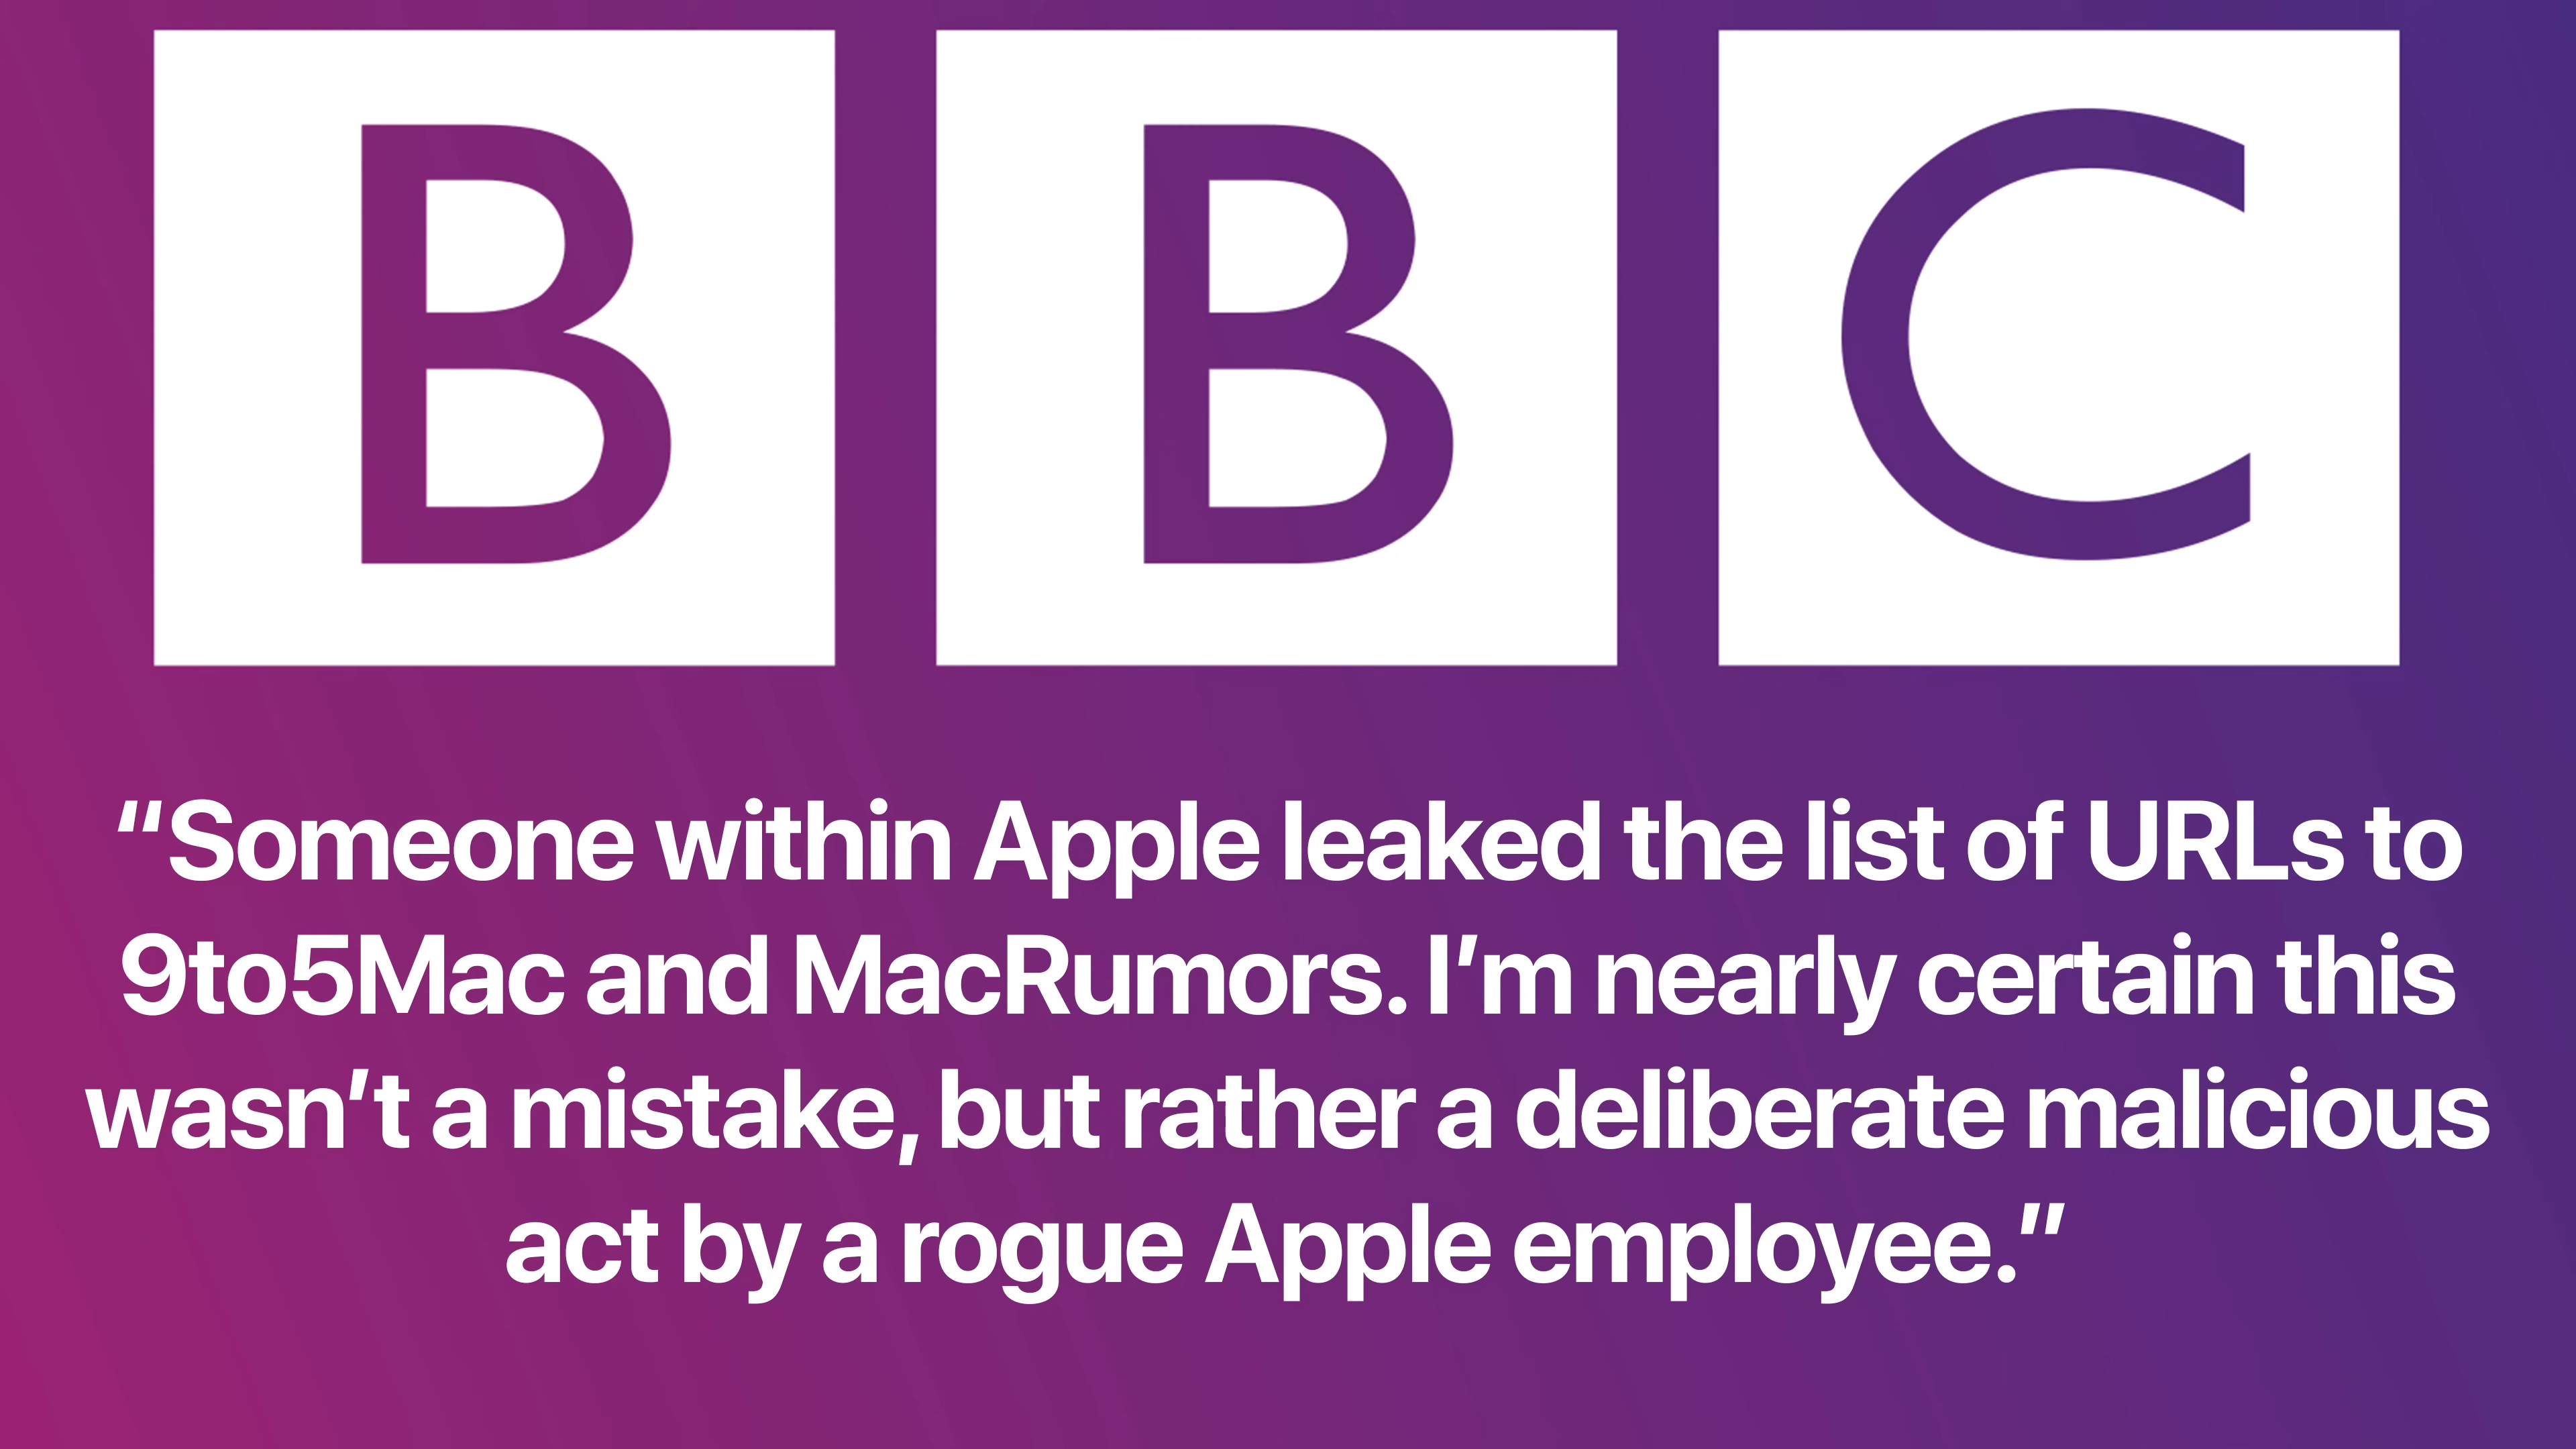 BBC
“Someone within Apple leaked the list of URLs to
9to5Mac and MacRumors. I’m nearly certain this
wasn’t a mistake, but rather a deliberate malicious
act by a rogue Apple employee.”